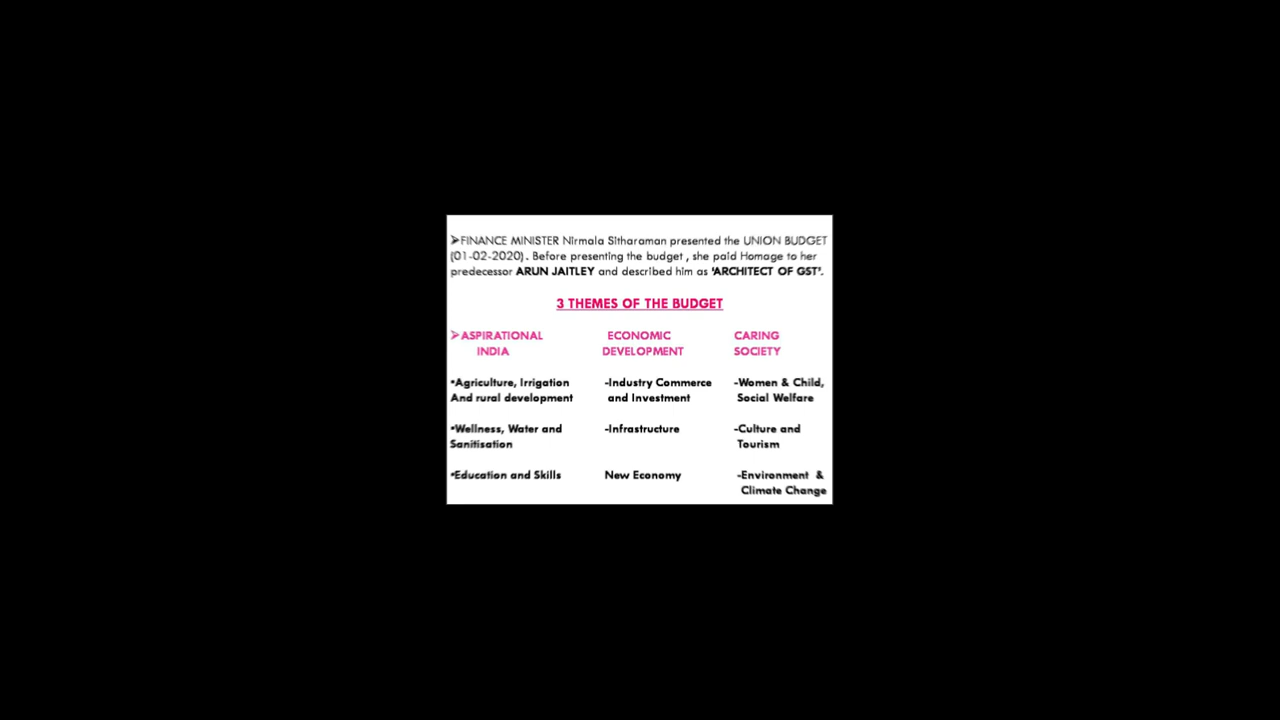 ➢FINANCE MINISTER Nirmala Sitharaman presented the UNION BUDGET
(01-02-2020). Before presenting the budget , she paid Homage to her
predecessor ARUN JAITLEY and described him as 'ARCHITECT OF GST'.
3 THEMES OF THE BUDGET
➢ASPIRATIONAL ECONOMIC CARING
INDIA DEVELOPMENT SOCIETY
•Agriculture, Irrigation -Industry Commerce -Women & Child,
And rural development and Investment Social Welfare
•Wellness, Water and -Infrastructure -Culture and
Sanitisation Tourism
•Education and Skills New Economy -Environment &
Climate Change